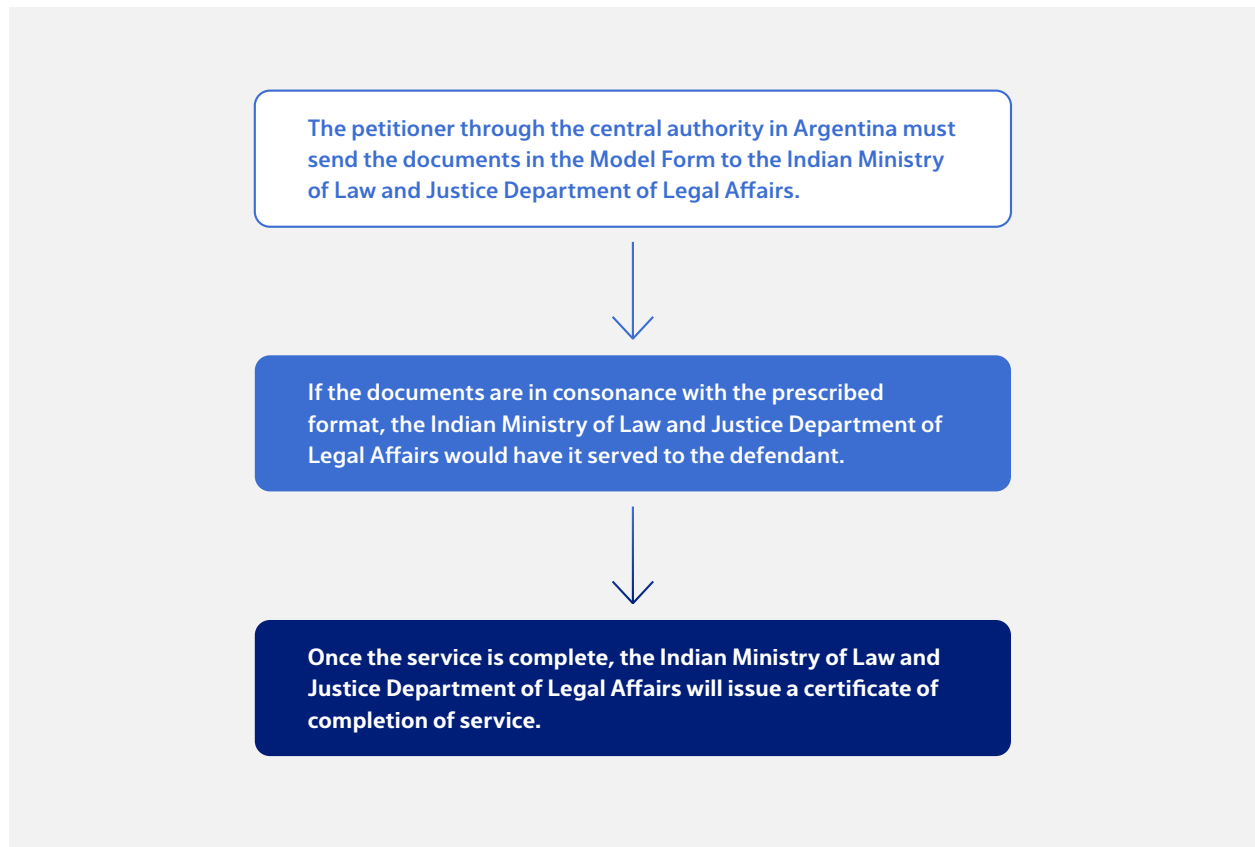 The petitioner through the central authority in Argentina must
send the documents in the Model Form to the Indian Ministry
of Law and Justice Department of Legal Affairs.
If the documents are in consonance with the prescribed
format, the Indian Ministry of Law and Justice Department of
Legal Affairs would have it served to the defendant.
Once the service is complete, the Indian Ministry of Law and
Justice Department of Legal Affairs will issue a certificate of
completion of service.